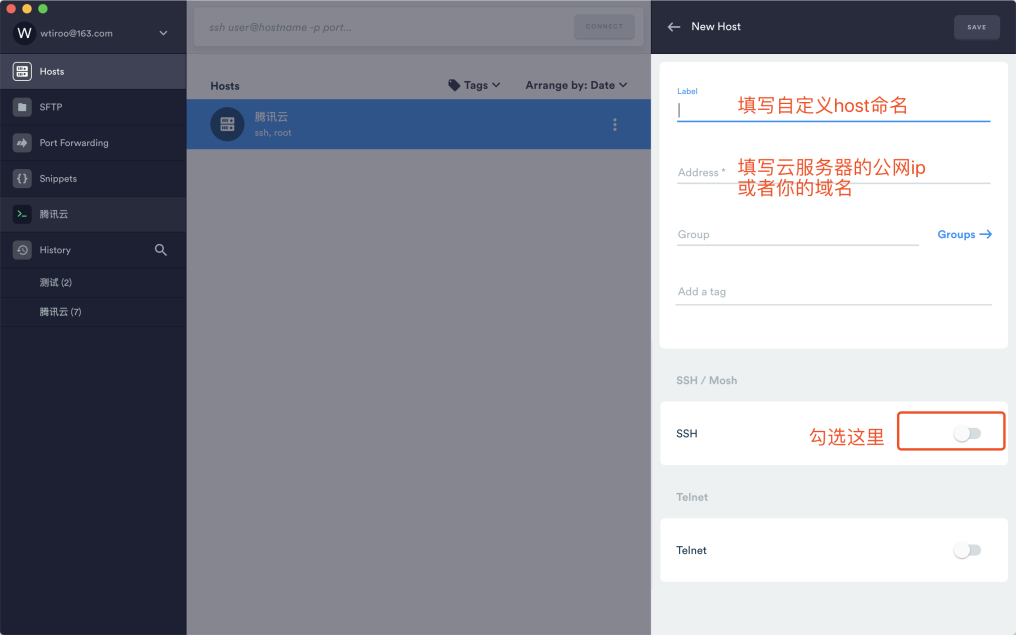 W wtiroo@163.com
Hosts
SFTP
Port Forwarding
{} Snippets
>_ 腾讯云
History
测试 (2)
腾讯云 (7)
ssh user@hostname -p port...
CONNECT
Hosts
Tags
Arrange by: Date
腾讯云
ssh, root
New Host
SAVE
Label
填写自定义host命名
Address *
填写云服务器的公网ip
或者你的域名
Group
Groups
Add a tag
SSH / Mosh
SSH
勾选这里
Telnet
Telnet